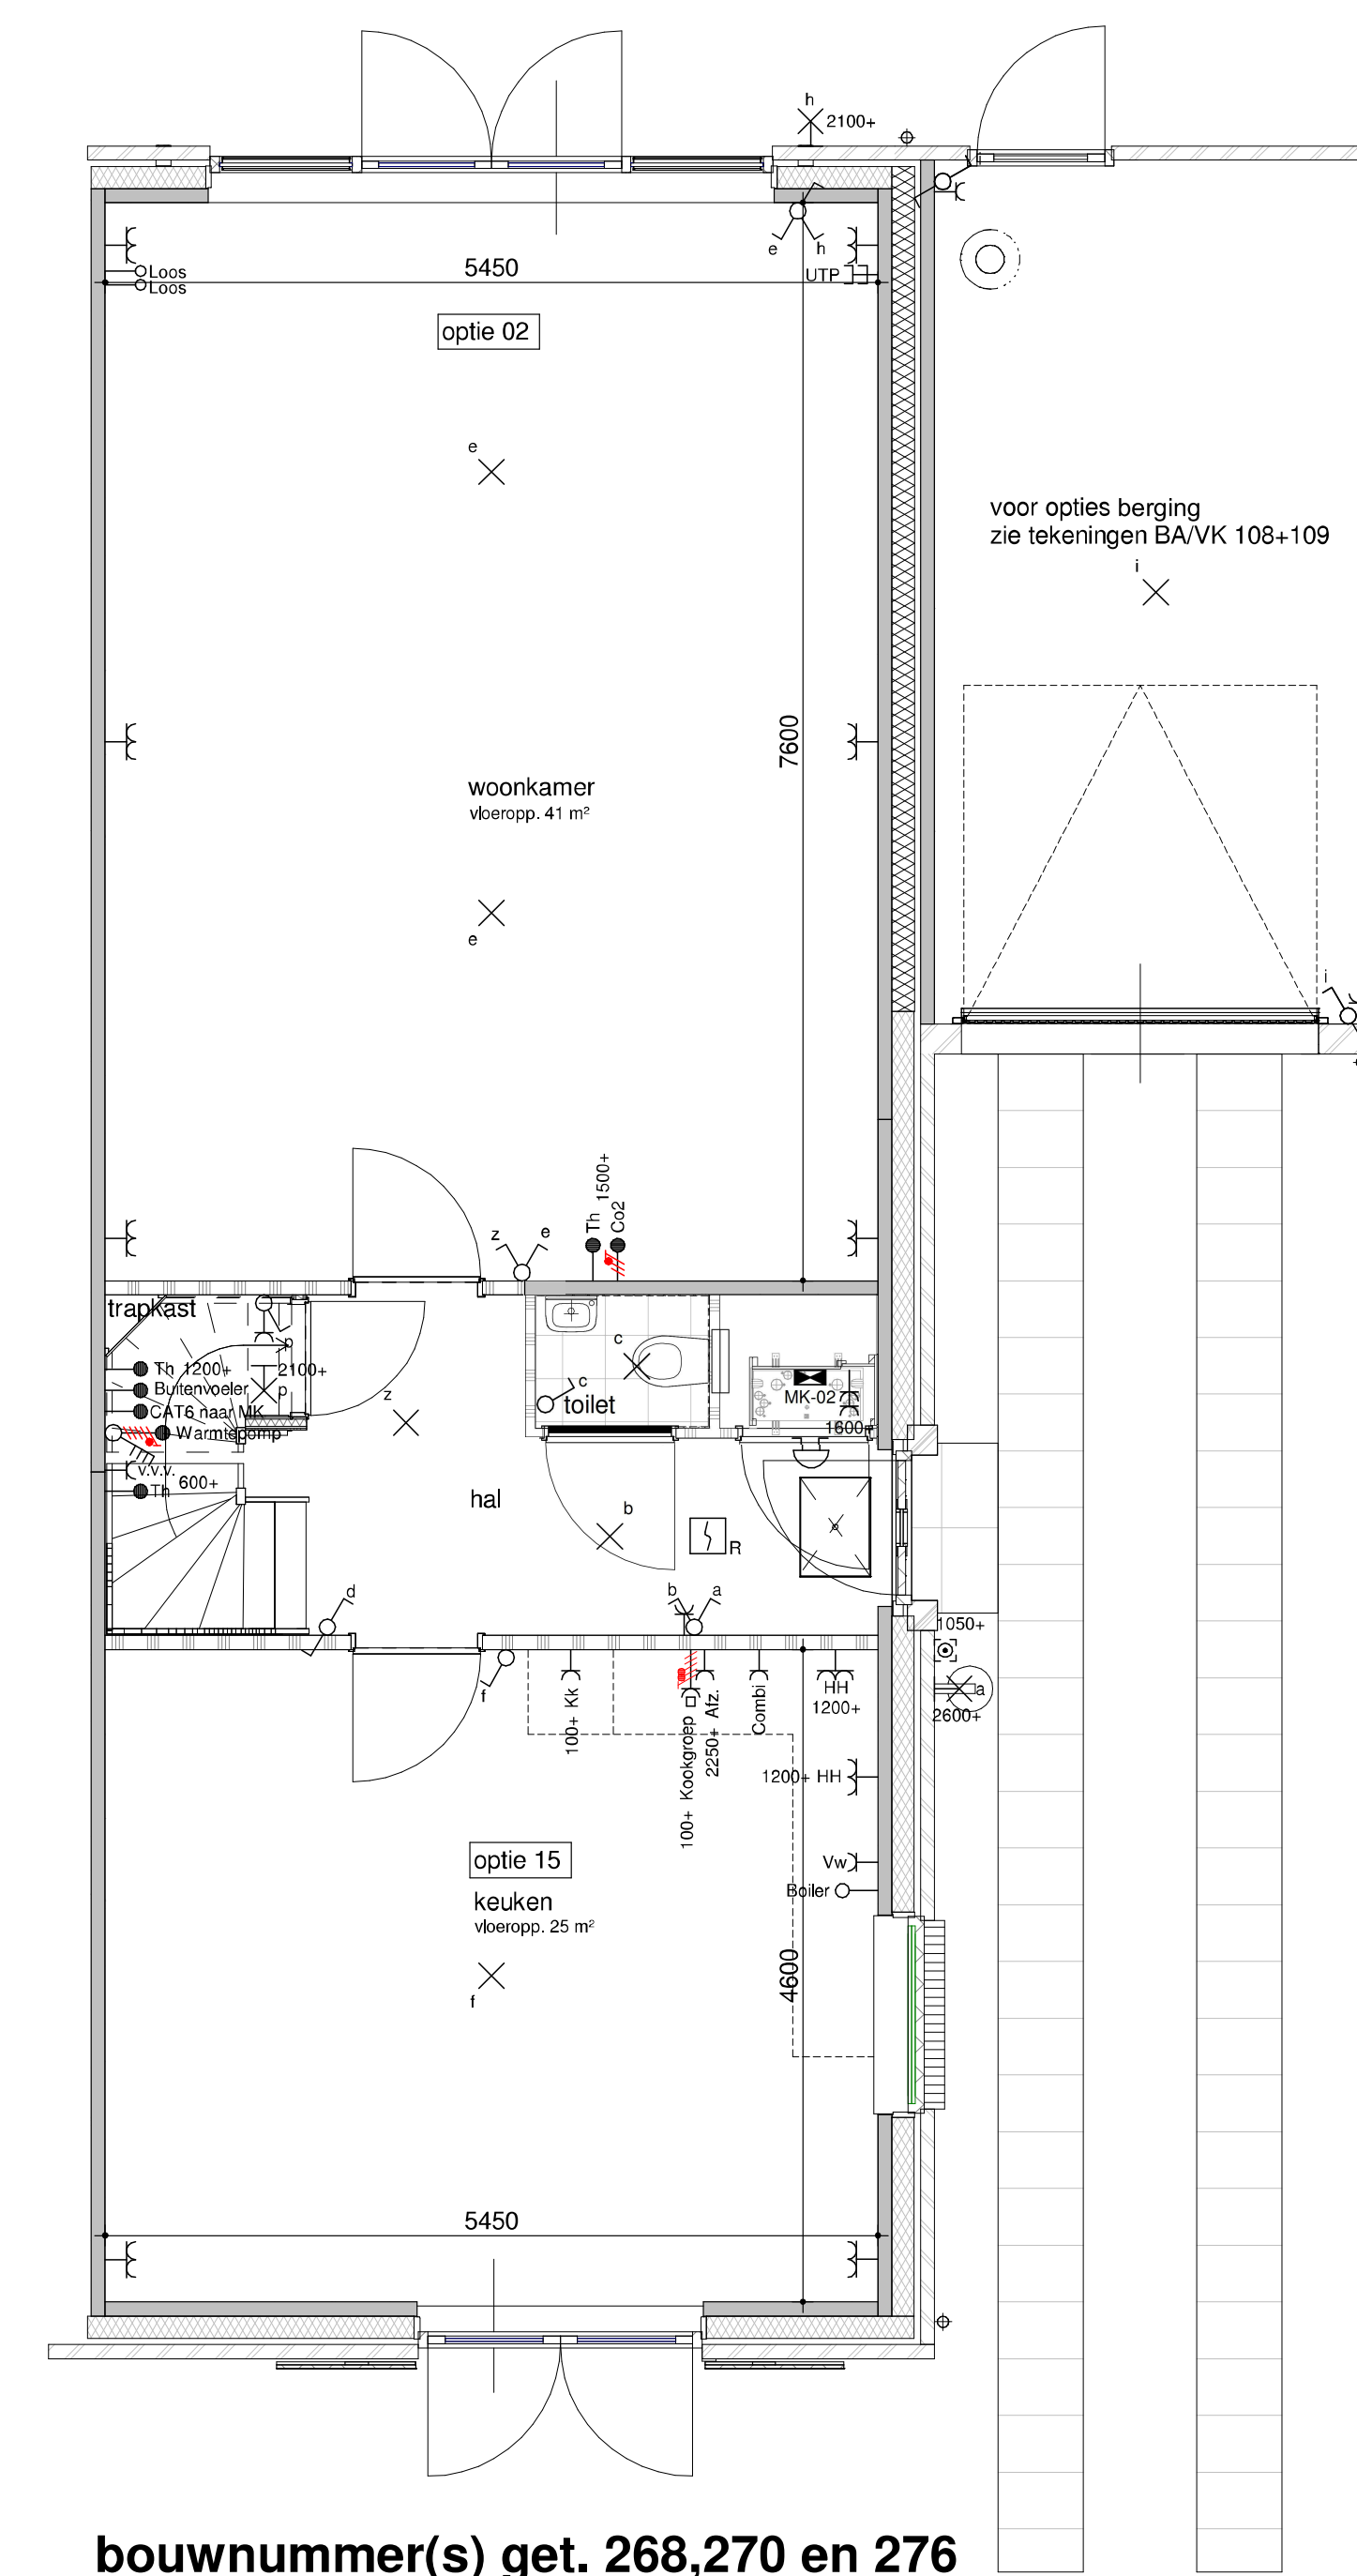 h
2100+
e
h
Loos
Loos
5450
UTP
optie 02
e
voor opties berging
zie tekeningen BA/VK 108+109
i
7600
woonkamer
vloeropp. 41 m²
e
i
z
e
Th 1500+
Co2
trapkast
p
Th 1200+
2100+
Buitenvoeler
p
CAT6 naar MK
Warmtepomp
v.v.v.
600+
Th
z
c
c
toilet
MK-02
1600+
hal
b
R
d
b
a
1050+
a
2600+
f
100+ Kk
100+ Kookgroep
2250+ Afz.
Combi
HH
1200+
1200+ HH
Vw
Boiler
optie 15
keuken
vloeropp. 25 m²
f
4600
5450
bouwnummer(s) get. 268,270 en 276